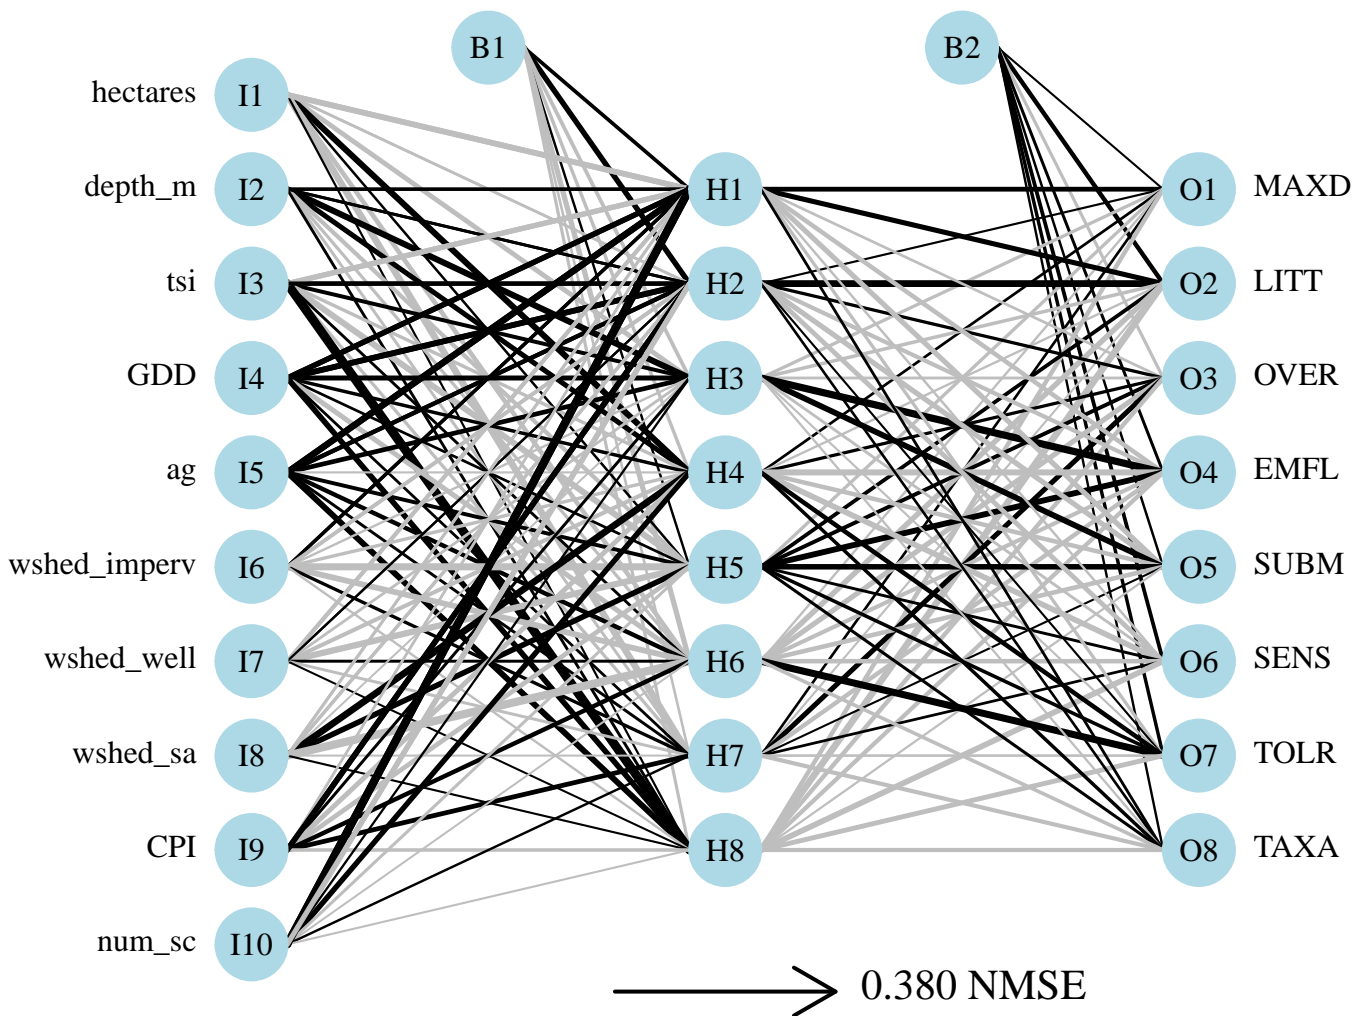 B1 B2
hectares I1
depth_m I2 H1 O1 MAXD
tsi I3 H2 O2 LITT
GDD I4 H3 O3 OVER
ag I5 H4 O4 EMFL
wshed_imperv I6 H5 O5 SUBM
wshed_well I7 H6 O6 SENS
wshed_sa I8 H7 O7 TOLR
CPI I9 H8 O8 TAXA
num_sc I10
0.380 NMSE